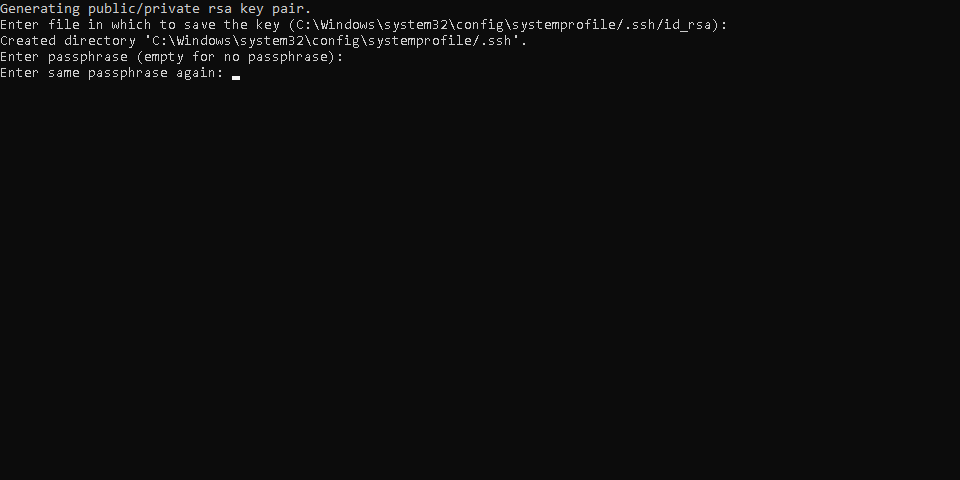 Generating public/private rsa key pair.
Enter file in which to save the key (C:\Windows\system32\config\systemprofile/.ssh/id_rsa):
Created directory 'C:\Windows\system32\config\systemprofile/.ssh'.
Enter passphrase (empty for no passphrase):
Enter same passphrase again: